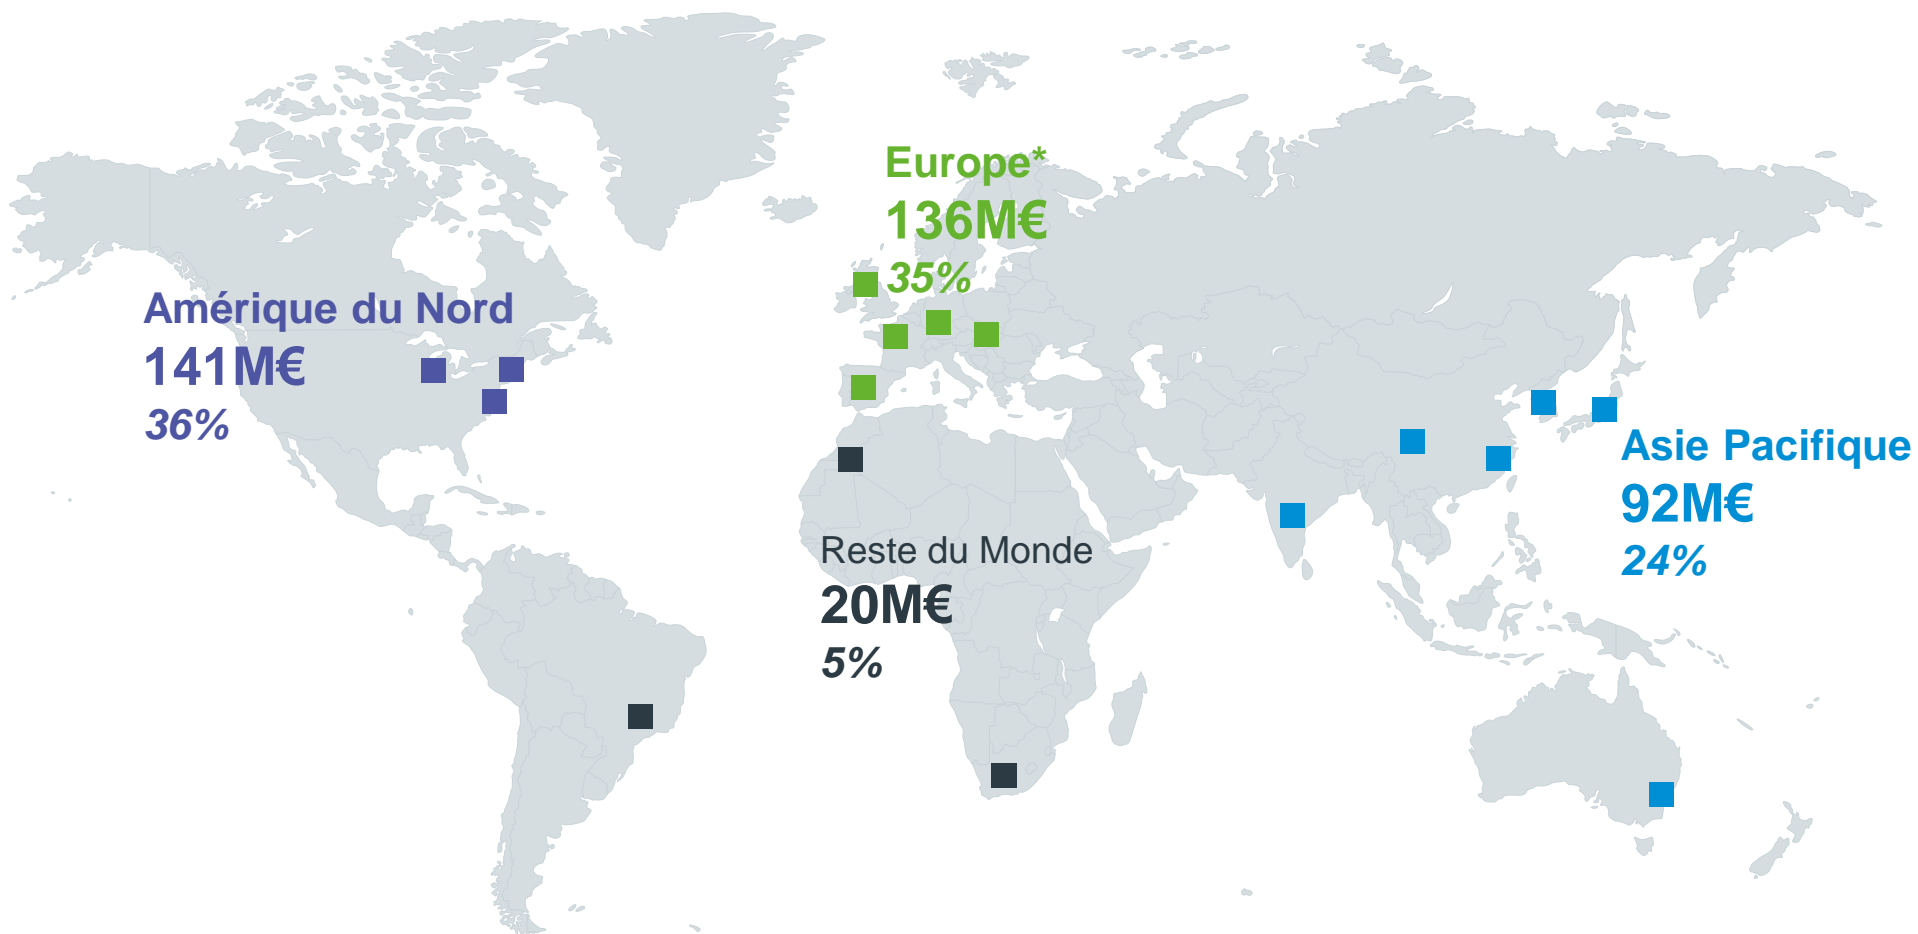 Europe*
136M€
35%
Amérique du Nord
141M€
36%
Asie Pacifique
92M€
24%
Reste du Monde
20M€
5%